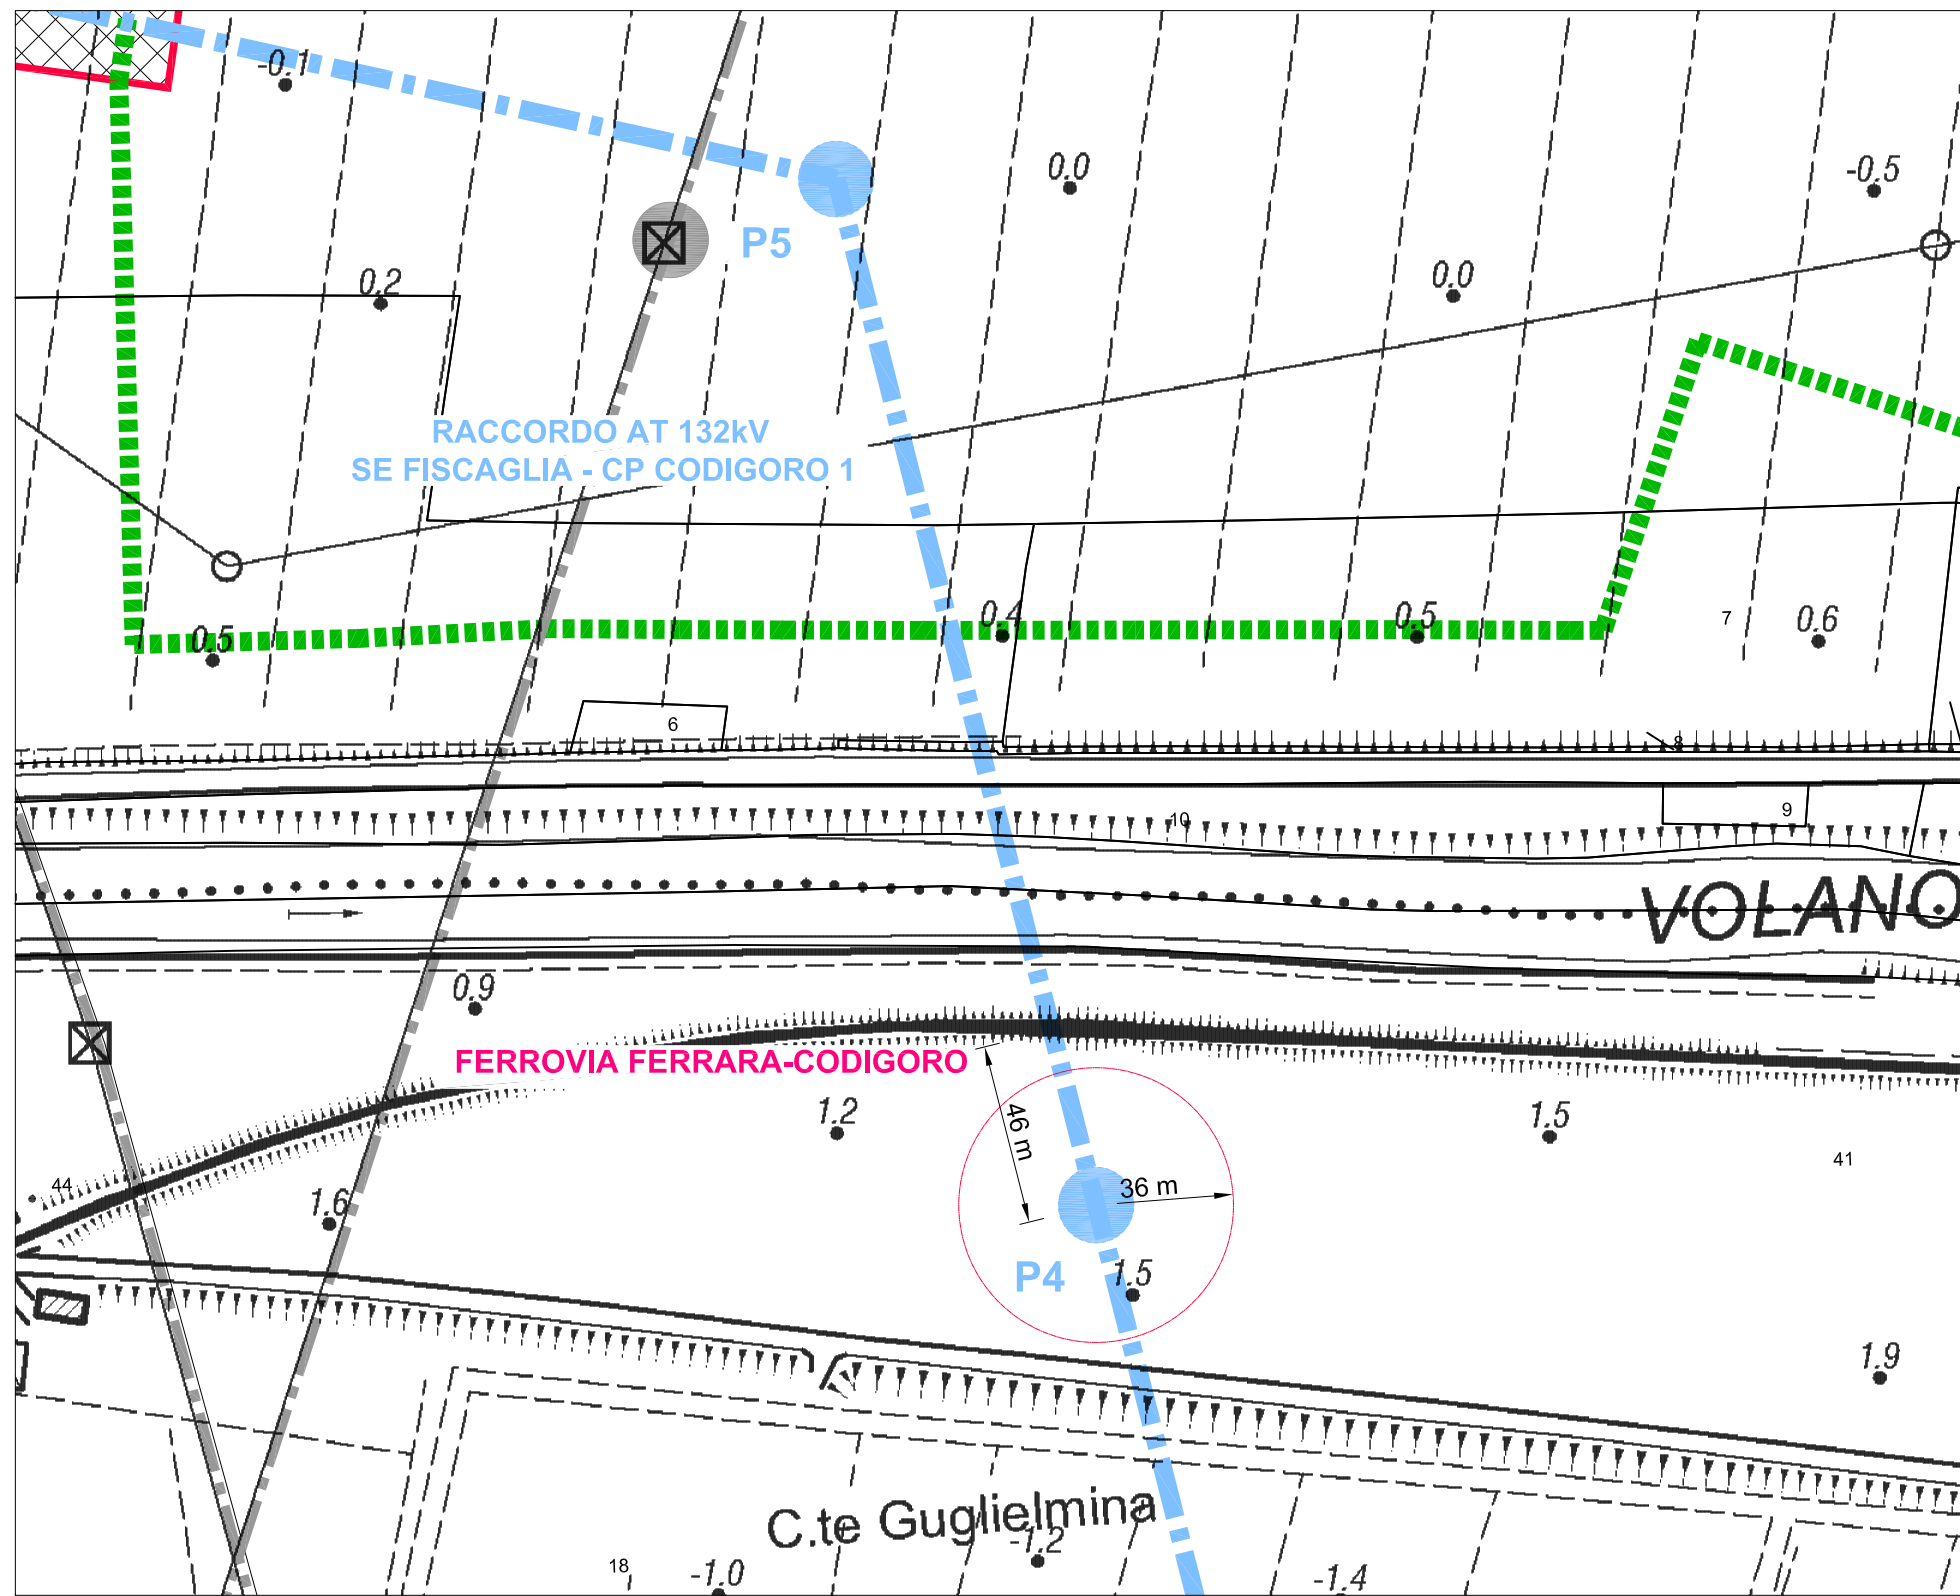 -0.1
0.0
-0.5
P5
0.2
0.0
RACCORDO AT 132kV
SE FISCAGLIA - CP CODIGORO 1
0.5
0.4
0.5
7
0.6
6
8
9
10
VOLANO
0.9
FERROVIA FERRARA-CODIGORO
1.2
46 m
1.5
41
44
1.6
36 m
P4
1.5
1.9
C.te Guglielmina
-1.2
18
-1.0
-1.4